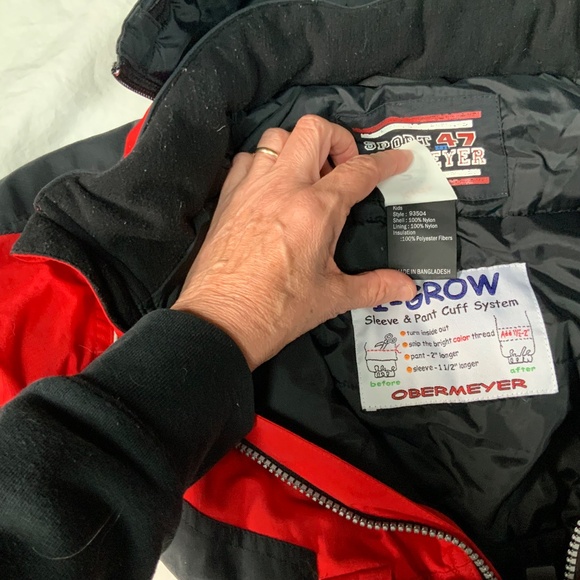 SPORT 47
MEYER
Kids
Style : 93504
Shell : 100% Nylon
Lining : 100% Nylon
Insulation
:100% Polyester Fibers
MADE IN BANGLADESH
I-GROW
Sleeve & Pant Cuff System
turn inside out
snip the bright color thread
pant - 2" longer
sleeve - 1 1/2" longer
before
after
OBERMEYER